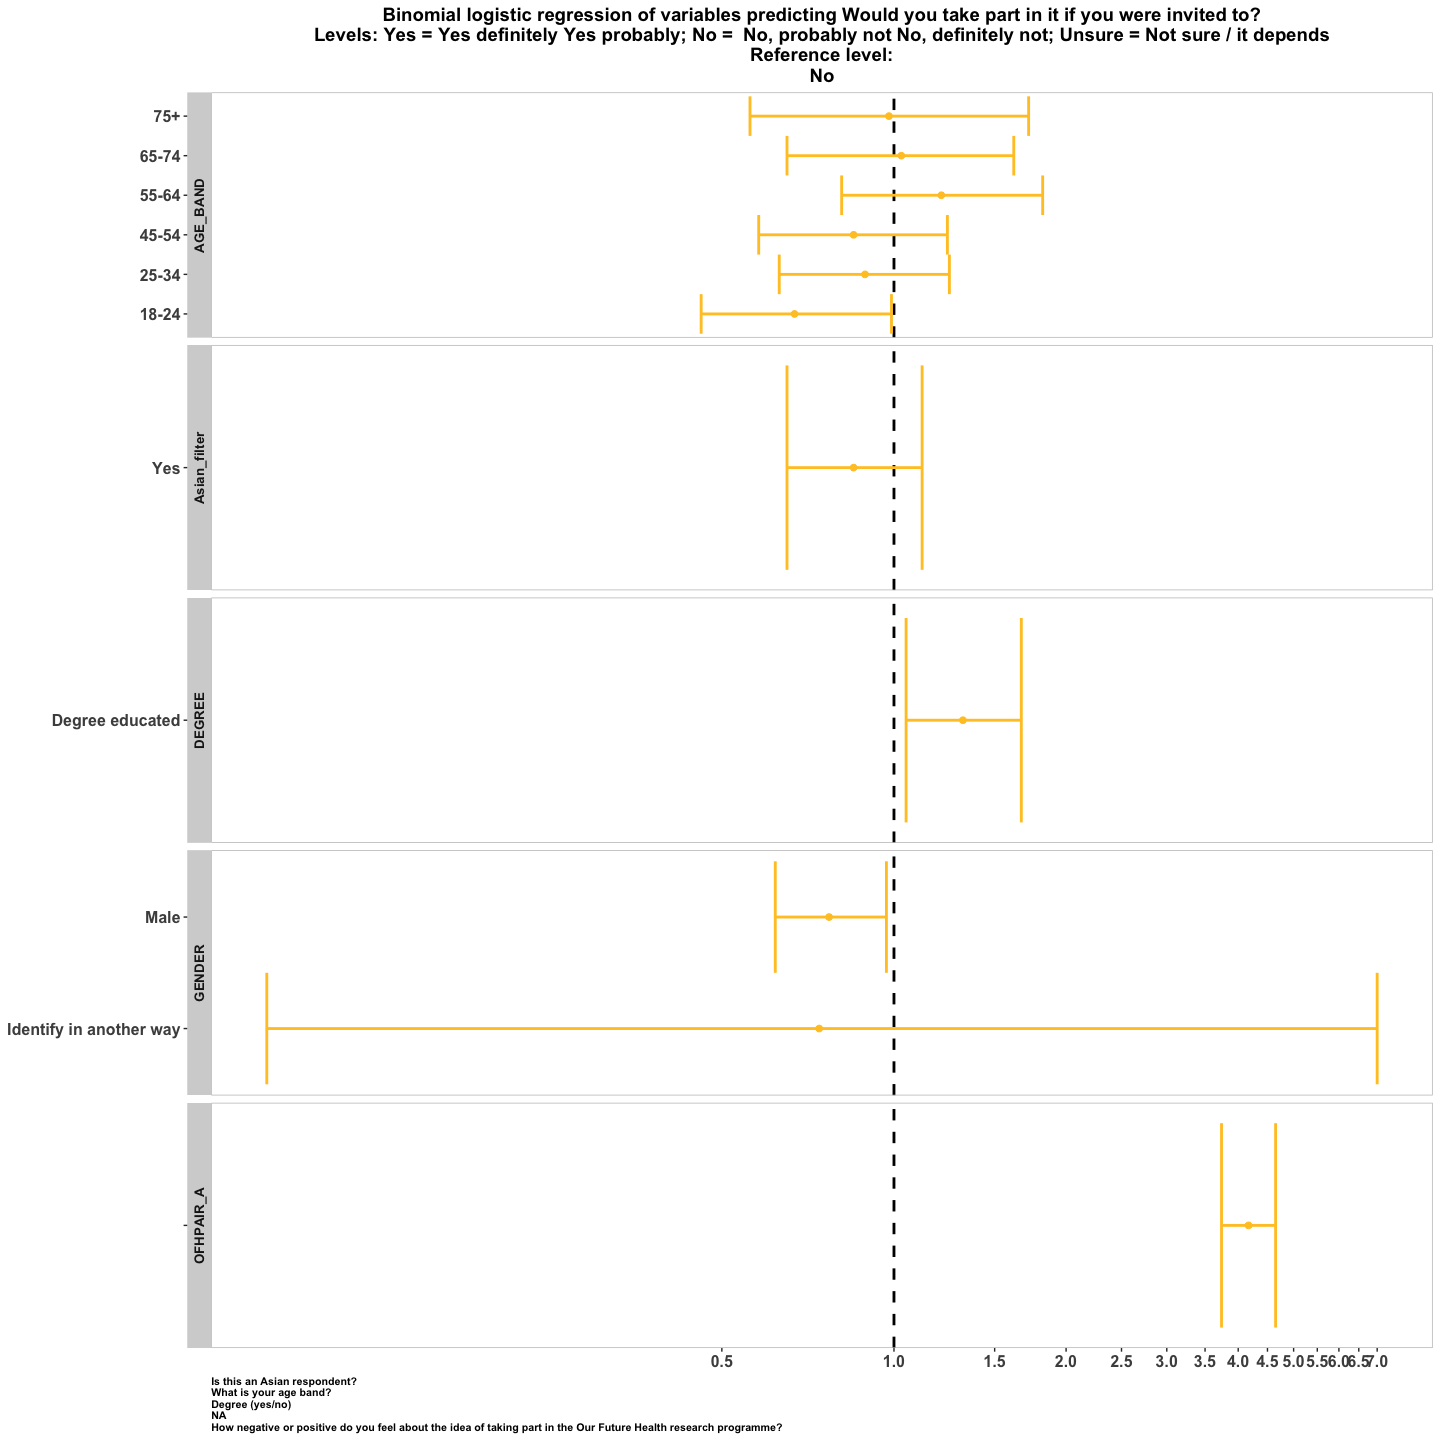 Binomial logistic regression of variables predicting Would you take part in it if you were invited to?
Levels: Yes = Yes definitely Yes probably; No =  No, probably not No, definitely not; Unsure = Not sure / it depends
Reference level:
No
AGE_BAND
75+
65-74
55-64
45-54
25-34
18-24
Asian_filter
Yes
DEGREE
Degree educated
GENDER
Male
Identify in another way
OFHPAIR_A
0.5 1.0 1.5 2.0 2.5 3.0 3.5 4.0 4.5 5.0 5.5 6.0 6.5 7.0
Is this an Asian respondent?
What is your age band?
Degree (yes/no)
NA
How negative or positive do you feel about the idea of taking part in the Our Future Health research programme?